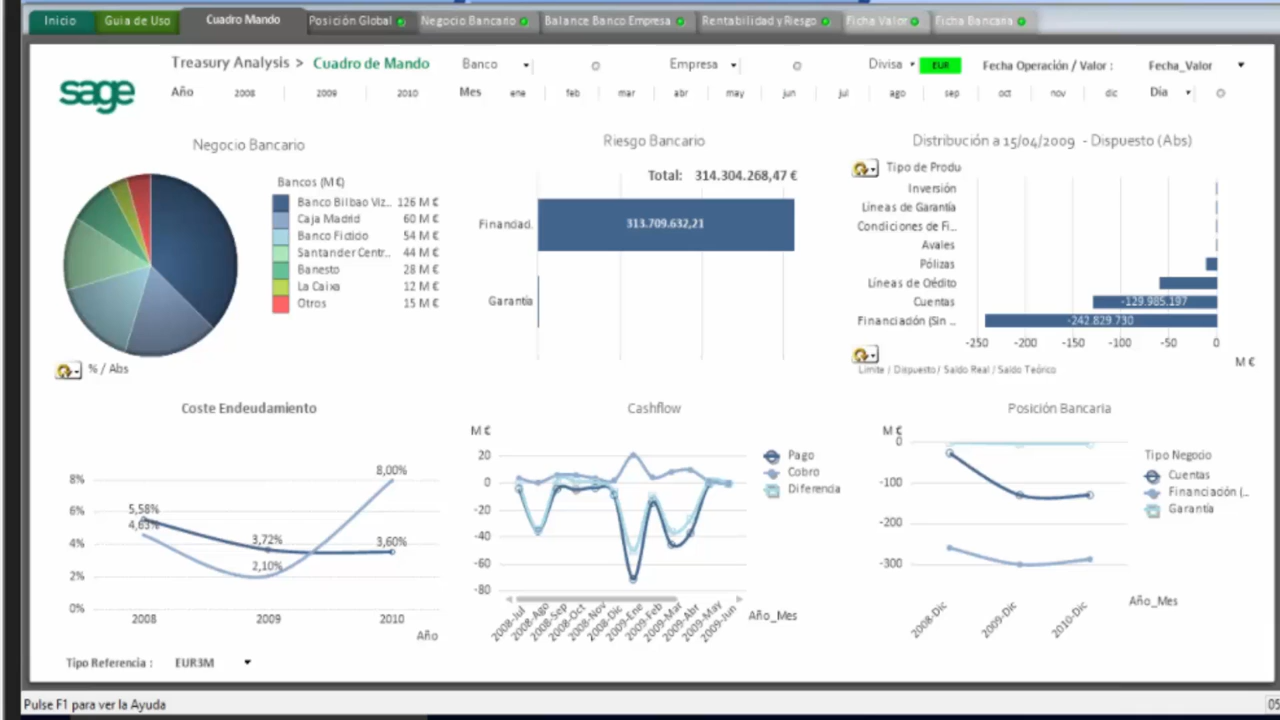 Inicio
Guia de Uso
Cuadro Mando
Posición Global
Negocio Bancario
Balance Banco Empresa
Rentabilidad y Riesgo
Ficha Valor
Ficha Bancaria
sage
Treasury Analysis > Cuadro de Mando
Banco
Empresa
Divisa
EUR
Fecha Operación / Valor :
Fecha_Valor
Año 2008 2009 2010
Mes ene feb mar abr may jun jul ago sep oct nov dic
Día
Negocio Bancario
Bancos (M €)
Banco Bilbao Viz... 126 M €
Caja Madrid 60 M €
Banco Ficticio 54 M €
Santander Centr... 44 M €
Banesto 28 M €
La Caixa 12 M €
Otros 15 M €
% / Abs
Riesgo Bancario
Total: 314.304.268,47 €
Financiad.
313.709.632,21
Garantía
Distribución a 15/04/2009 - Dispuesto (Abs)
Tipo de Produ
Inversión
Líneas de Garantía
Condiciones de Fi...
Avales
Pólizas
Líneas de Crédito
Cuentas
-129.985.197
Financiación (Sin ...
-242.829.730
-250 -200 -150 -100 -50 0
M €
Límite / Dispuesto / Saldo Real / Saldo Teórico
Coste Endeudamiento
8%
6%
4%
2%
0%
5,58%
4,63%
3,72%
2,10%
8,00%
3,60%
2008 2009 2010
Año
Tipo Referencia : EUR3M
Cashflow
M €
20
0
-20
-40
-60
-80
Pago
Cobro
Diferencia
2008-Jul
2008-Ago
2008-Sep
2008-Oct
2008-Nov
2008-Dic
2009-Ene
2009-Feb
2009-Mar
2009-Abr
2009-May
2009-Jun
Año_Mes
Posición Bancaria
M €
0
-100
-200
-300
Tipo Negocio
Cuentas
Financiación (...
Garantía
2008-Dic
2009-Dic
2010-Dic
Año_Mes
Pulse F1 para ver la Ayuda
05